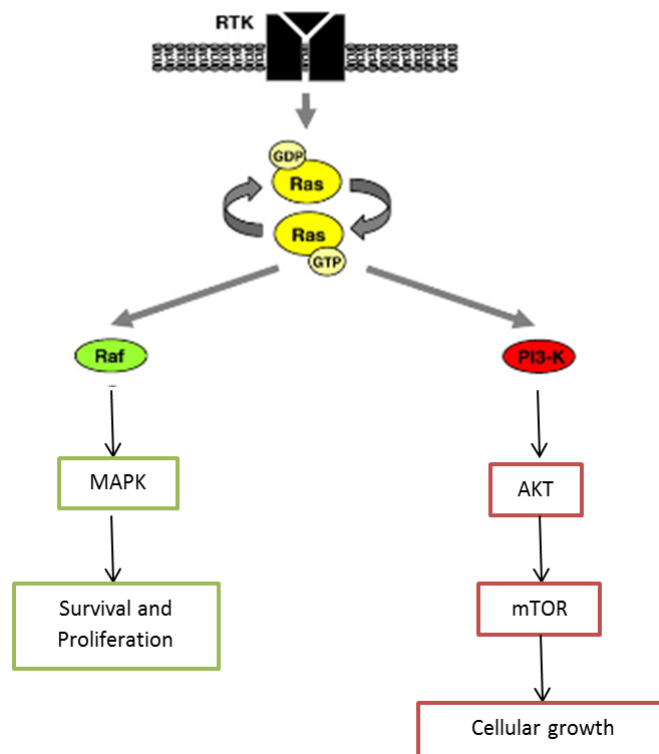 RTK
GDP
Ras
Ras
GTP
Raf
PI3-K
MAPK
AKT
Survival and
Proliferation
mTOR
Cellular growth